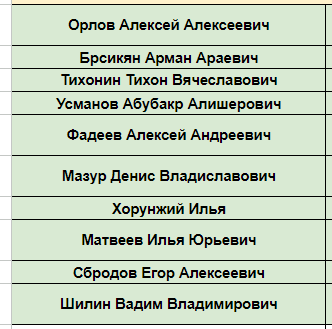 Орлов Алексей Алексеевич
Брсикян Арман Араевич
Тихонин Тихон Вячеславович
Усманов Абубакр Алишерович
Фадеев Алексей Андреевич
Мазур Денис Владиславович
Хорунжий Илья
Матвеев Илья Юрьевич
Сбродов Егор Алексеевич
Шилин Вадим Владимирович